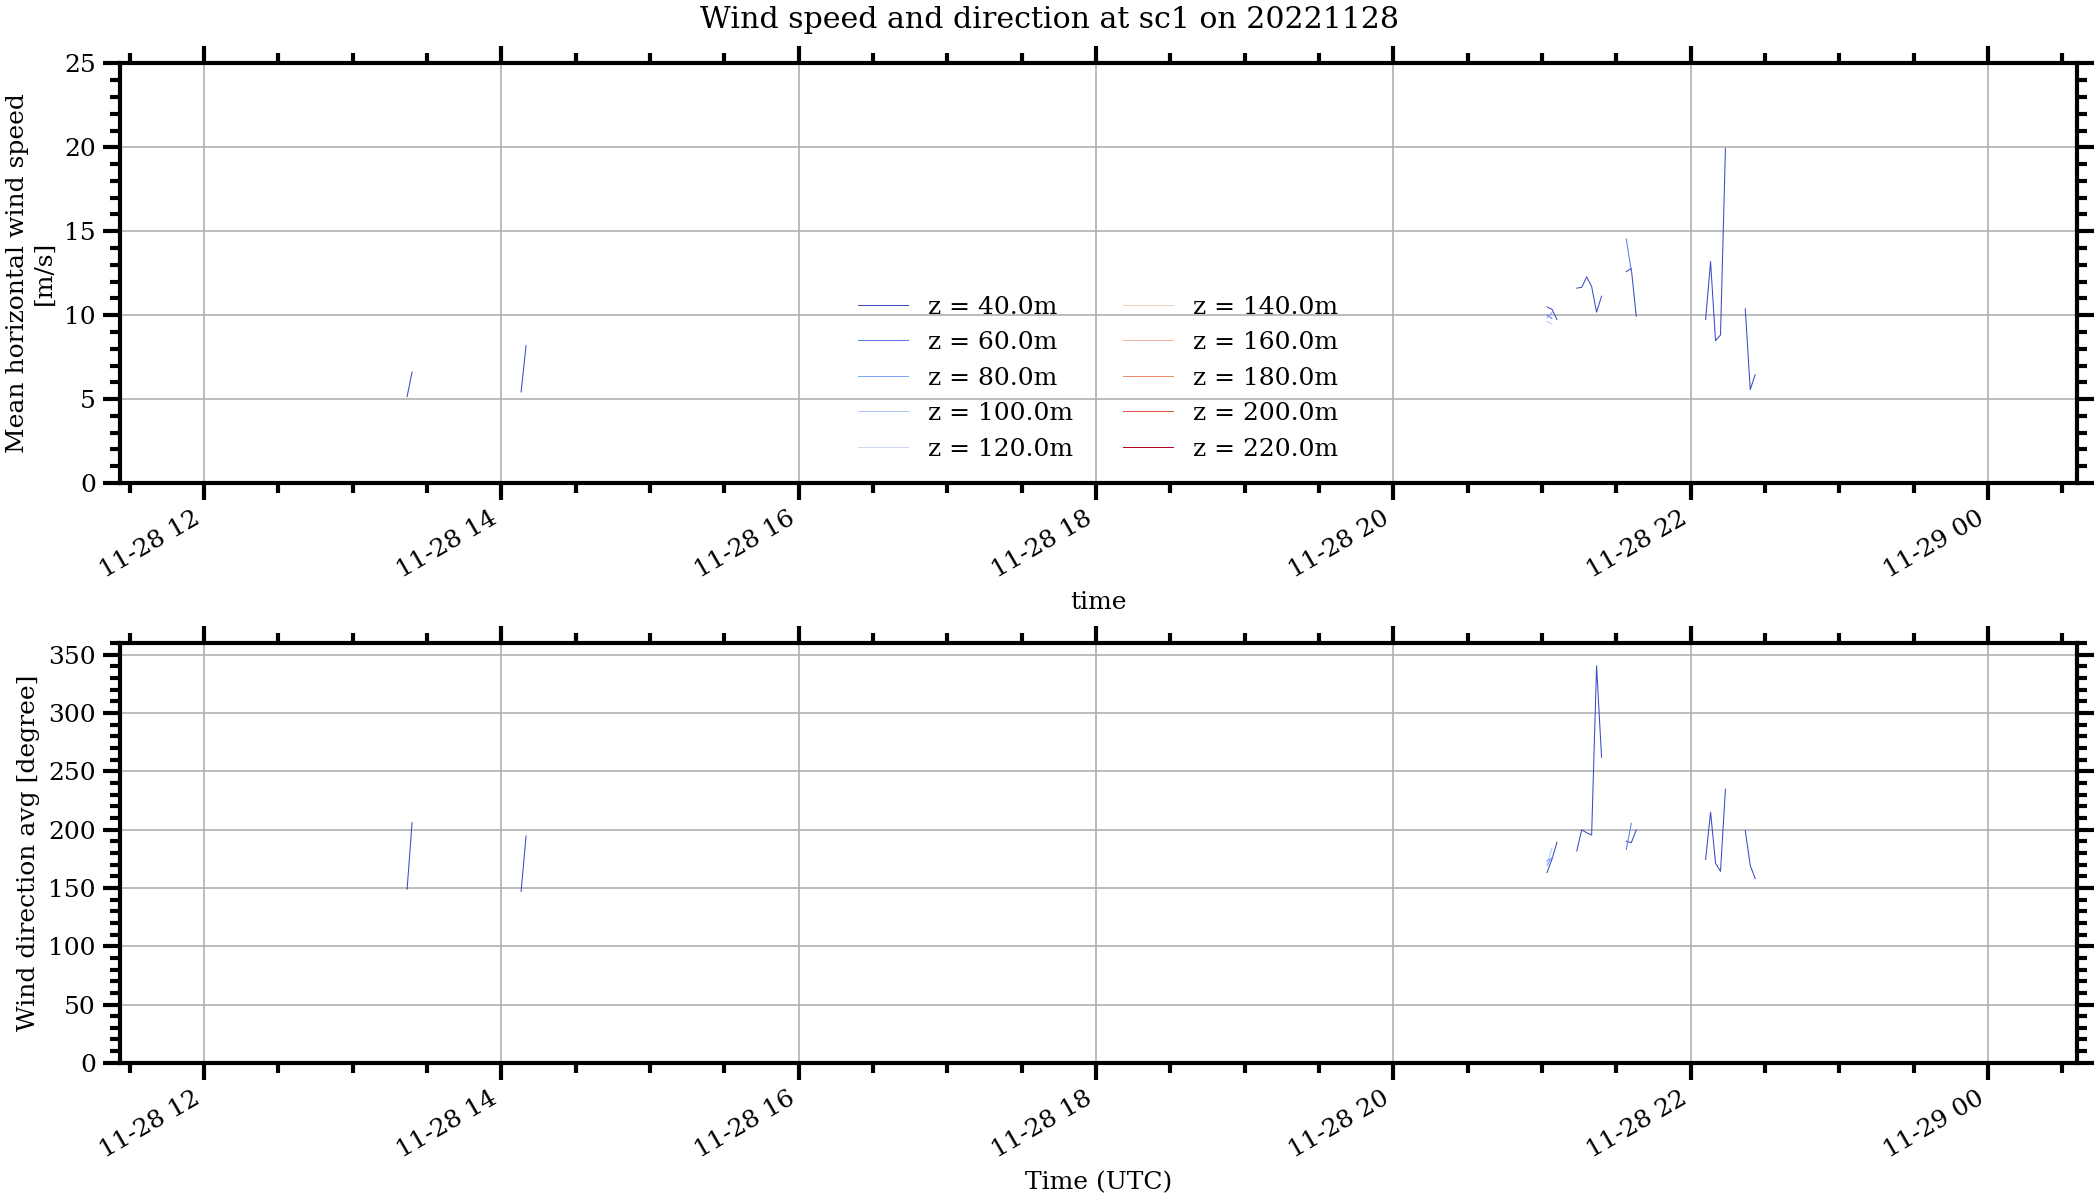 Wind speed and direction at sc1 on 20221128
Mean horizontal wind speed
[m/s]
25
20
15
10
5
0
z = 40.0m
z = 60.0m
z = 80.0m
z = 100.0m
z = 120.0m
z = 140.0m
z = 160.0m
z = 180.0m
z = 200.0m
z = 220.0m
11-28 12
11-28 14
11-28 16
11-28 18
11-28 20
11-28 22
11-29 00
time
Wind direction avg [degree]
350
300
250
200
150
100
50
0
11-28 12
11-28 14
11-28 16
11-28 18
11-28 20
11-28 22
11-29 00
Time (UTC)